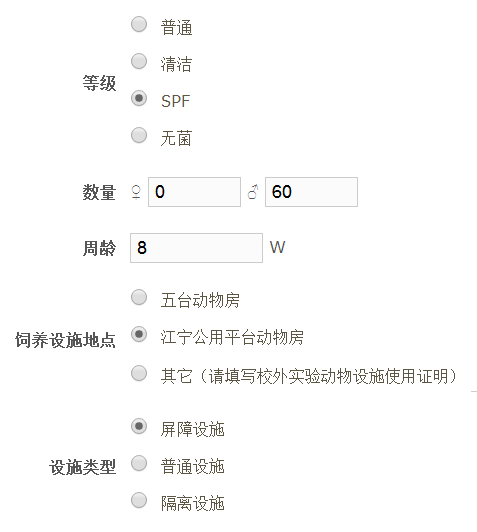 普通
清洁
等级
SPF
无菌
数量 ♀ 0 ♂ 60
周龄 8 W
五台动物房
饲养设施地点 江宁公用平台动物房
其它（请填写校外实验动物设施使用证明）
屏障设施
设施类型 普通设施
隔离设施